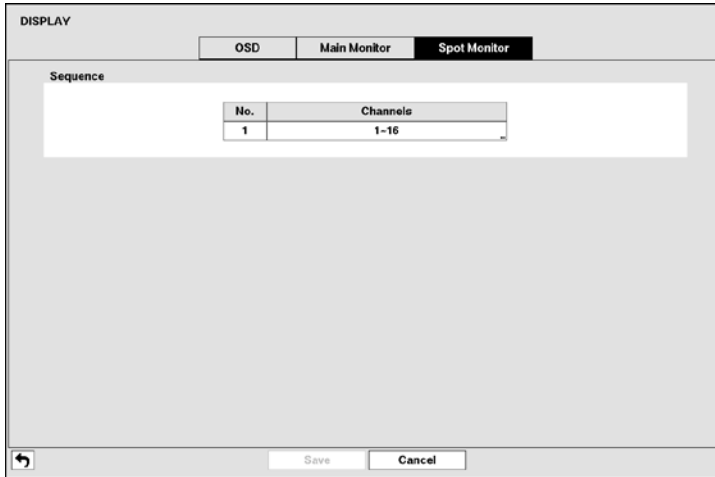 DISPLAY
OSD Main Monitor Spot Monitor
Sequence
No. Channels
1 1~16 ...
Save Cancel